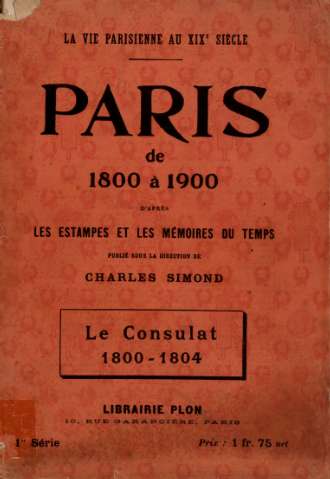 LA VIE PARISIENNE AU XIXᵉ SIÈCLE
PARIS
de
1800 à 1900
D'APRÈS
LES ESTAMPES ET LES MÉMOIRES DU TEMPS
PUBLIÉ SOUS LA DIRECTION DE
CHARLES SIMOND
Le Consulat
1800-1804
LIBRAIRIE PLON
10, RUE GARANCIÈRE, PARIS
1ʳᵉ Série
Prix : 1 fr. 75 net